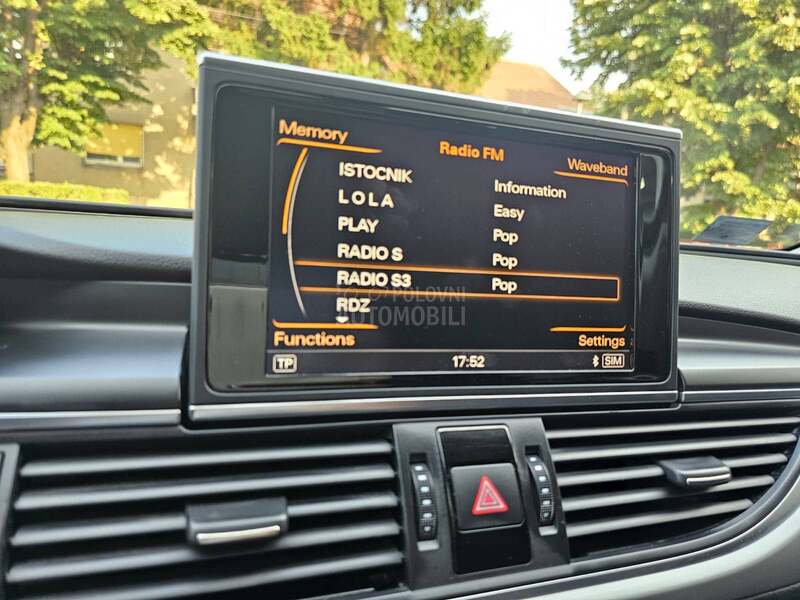 Memory
Radio FM
Waveband
ISTOCNIK Information
LOLA Easy
PLAY Pop
RADIO S Pop
RADIO S3 Pop
RDZ
POLOVNI
AUTOMOBILI
Functions
Settings
TP 17:52 SIM